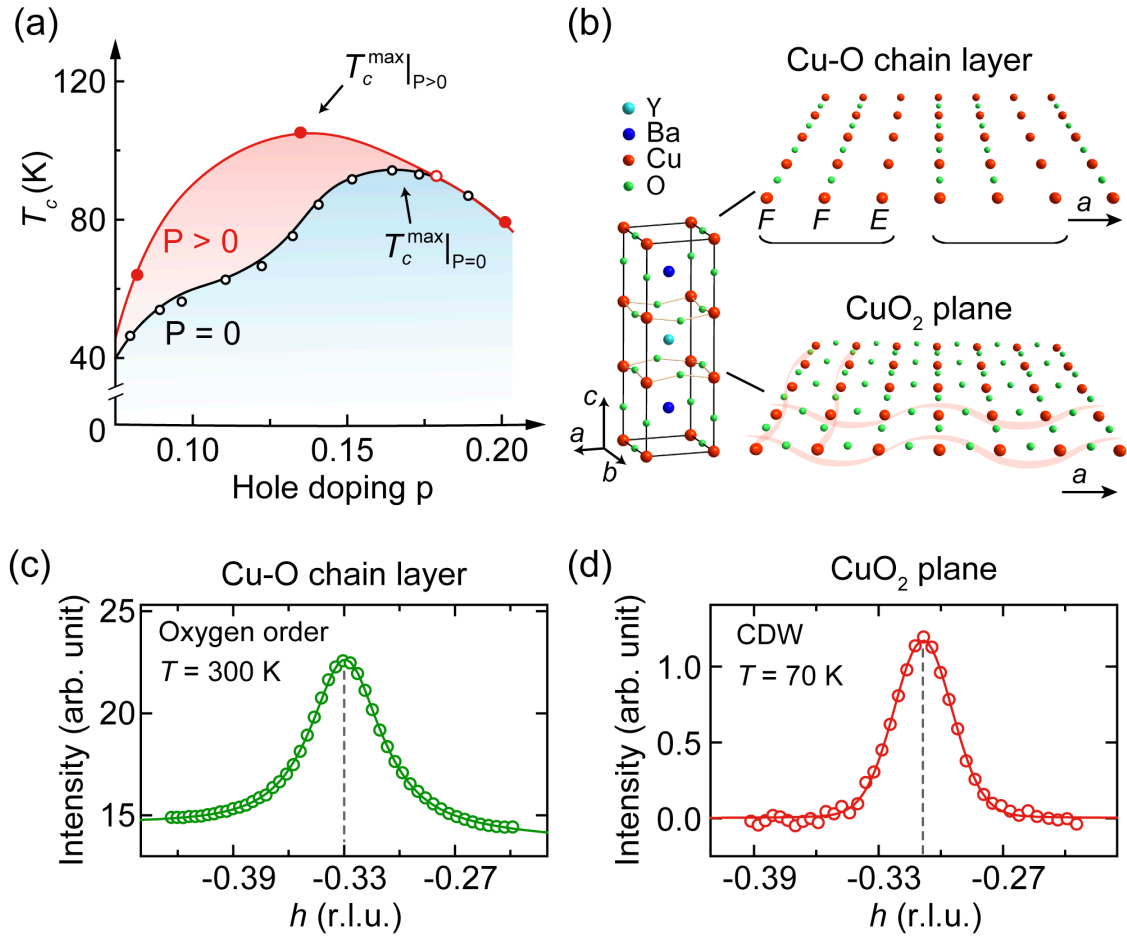 (a)
T_c^max|P>0
120
80
40
0
T_c(K)
P > 0
P = 0
T_c^max|P=0
0.10
0.15
0.20
Hole doping p
(b)
Cu-O chain layer
Y
Ba
Cu
O
F F E
a
CuO₂ plane
c
a
b
a
(c)
Cu-O chain layer
Oxygen order
T = 300 K
25
20
15
Intensity (arb. unit)
-0.39 -0.33 -0.27
h (r.l.u.)
(d)
CuO₂ plane
CDW
T = 70 K
1.0
0.5
0.0
Intensity (arb. unit)
-0.39 -0.33 -0.27
h (r.l.u.)